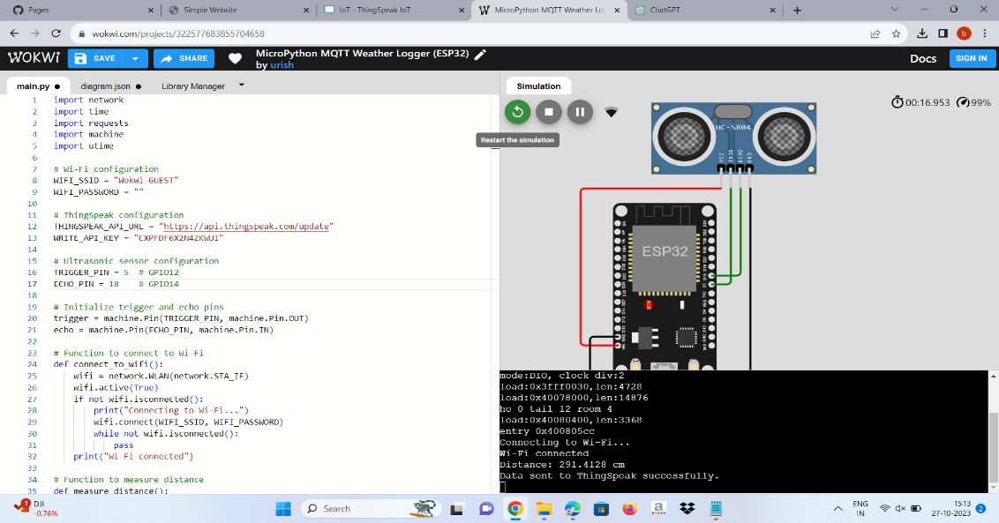 Pages
Simple Website
IoT - ThingSpeak IoT
MicroPython MQTT Weather Lo
ChatGPT
wokwi.com/projects/322577683855704658
b
WOKWI
SAVE
SHARE
MicroPython MQTT Weather Logger (ESP32)
by urish
Docs
SIGN IN
main.py
diagram.json
Library Manager
Simulation
1 import network
2 import time
3 import requests
4 import machine
5 import utime
6
7 # Wi-Fi configuration
8 WIFI_SSID = "Wokwi-GUEST"
9 WIFI_PASSWORD = ""
10
11 # ThingSpeak configuration
12 THINGSPEAK_API_URL = "https://api.thingspeak.com/update"
13 WRITE_API_KEY = "CXPFDF6X2N4ZKWUI"
14
15 # Ultrasonic sensor configuration
16 TRIGGER_PIN = 5 # GPIO12
17 ECHO_PIN = 18 # GPIO14
18
19 # Initialize trigger and echo pins
20 trigger = machine.Pin(TRIGGER_PIN, machine.Pin.OUT)
21 echo = machine.Pin(ECHO_PIN, machine.Pin.IN)
22
23 # Function to connect to Wi-Fi
24 def connect_to_wifi():
25 wifi = network.WLAN(network.STA_IF)
26 wifi.active(True)
27 if not wifi.isconnected():
28 print("Connecting to Wi-Fi...")
29 wifi.connect(WIFI_SSID, WIFI_PASSWORD)
30 while not wifi.isconnected():
31 pass
32 print("Wi-Fi connected")
33
34 # Function to measure distance
35 def measure_distance():
00:16.953
99%
Restart the simulation
HC-SR04
VCC
TRIG
ECHO
GND
ESP32
mode:DIO, clock div:2
load:0x3fff0030,len:4728
load:0x40078000,len:14876
ho 0 tail 12 room 4
load:0x40080400,len:3368
entry 0x400805cc
Connecting to Wi-Fi...
Wi-Fi connected
Distance: 291.4128 cm
Data sent to ThingSpeak successfully.
1
DJI
-0.76%
Search
a
ENG
IN
15:13
27-10-2023
2